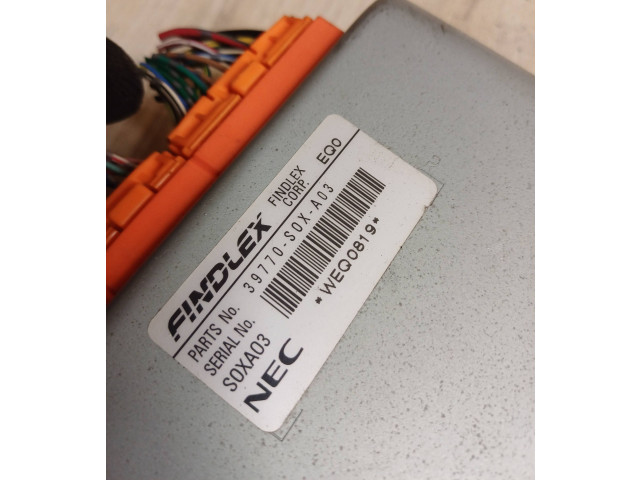 FINDLEX FINDLEX CORP. EQ0
PARTS No. 39770-S0X-A03
SERIAL No.
S0XA03 *WEQ0819*
NEC